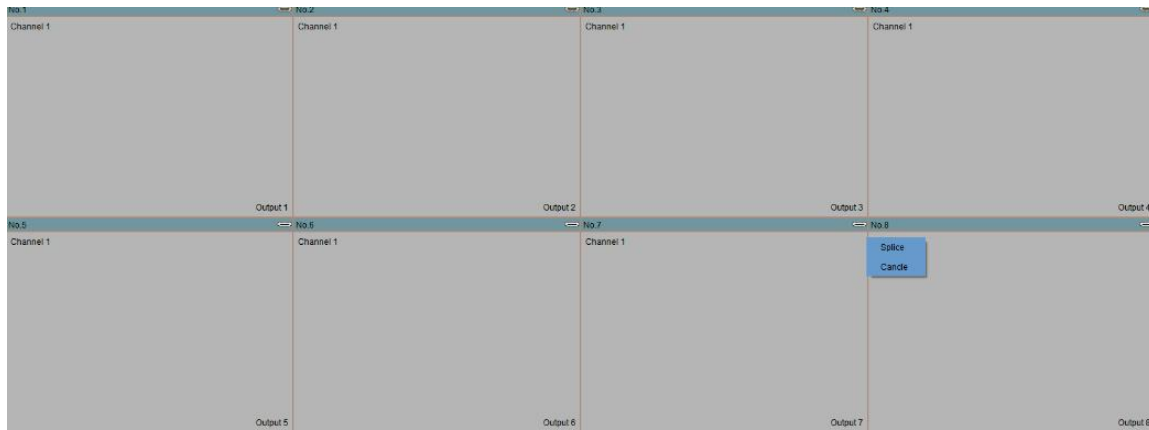 No.1 No.2 No.3 No.4
Channel 1 Channel 1 Channel 1 Channel 1
Output 1 Output 2 Output 3 Output 4
No.5 No.6 No.7 No.8
Channel 1 Channel 1 Channel 1
Splice
Cancle
Output 5 Output 6 Output 7 Output 8